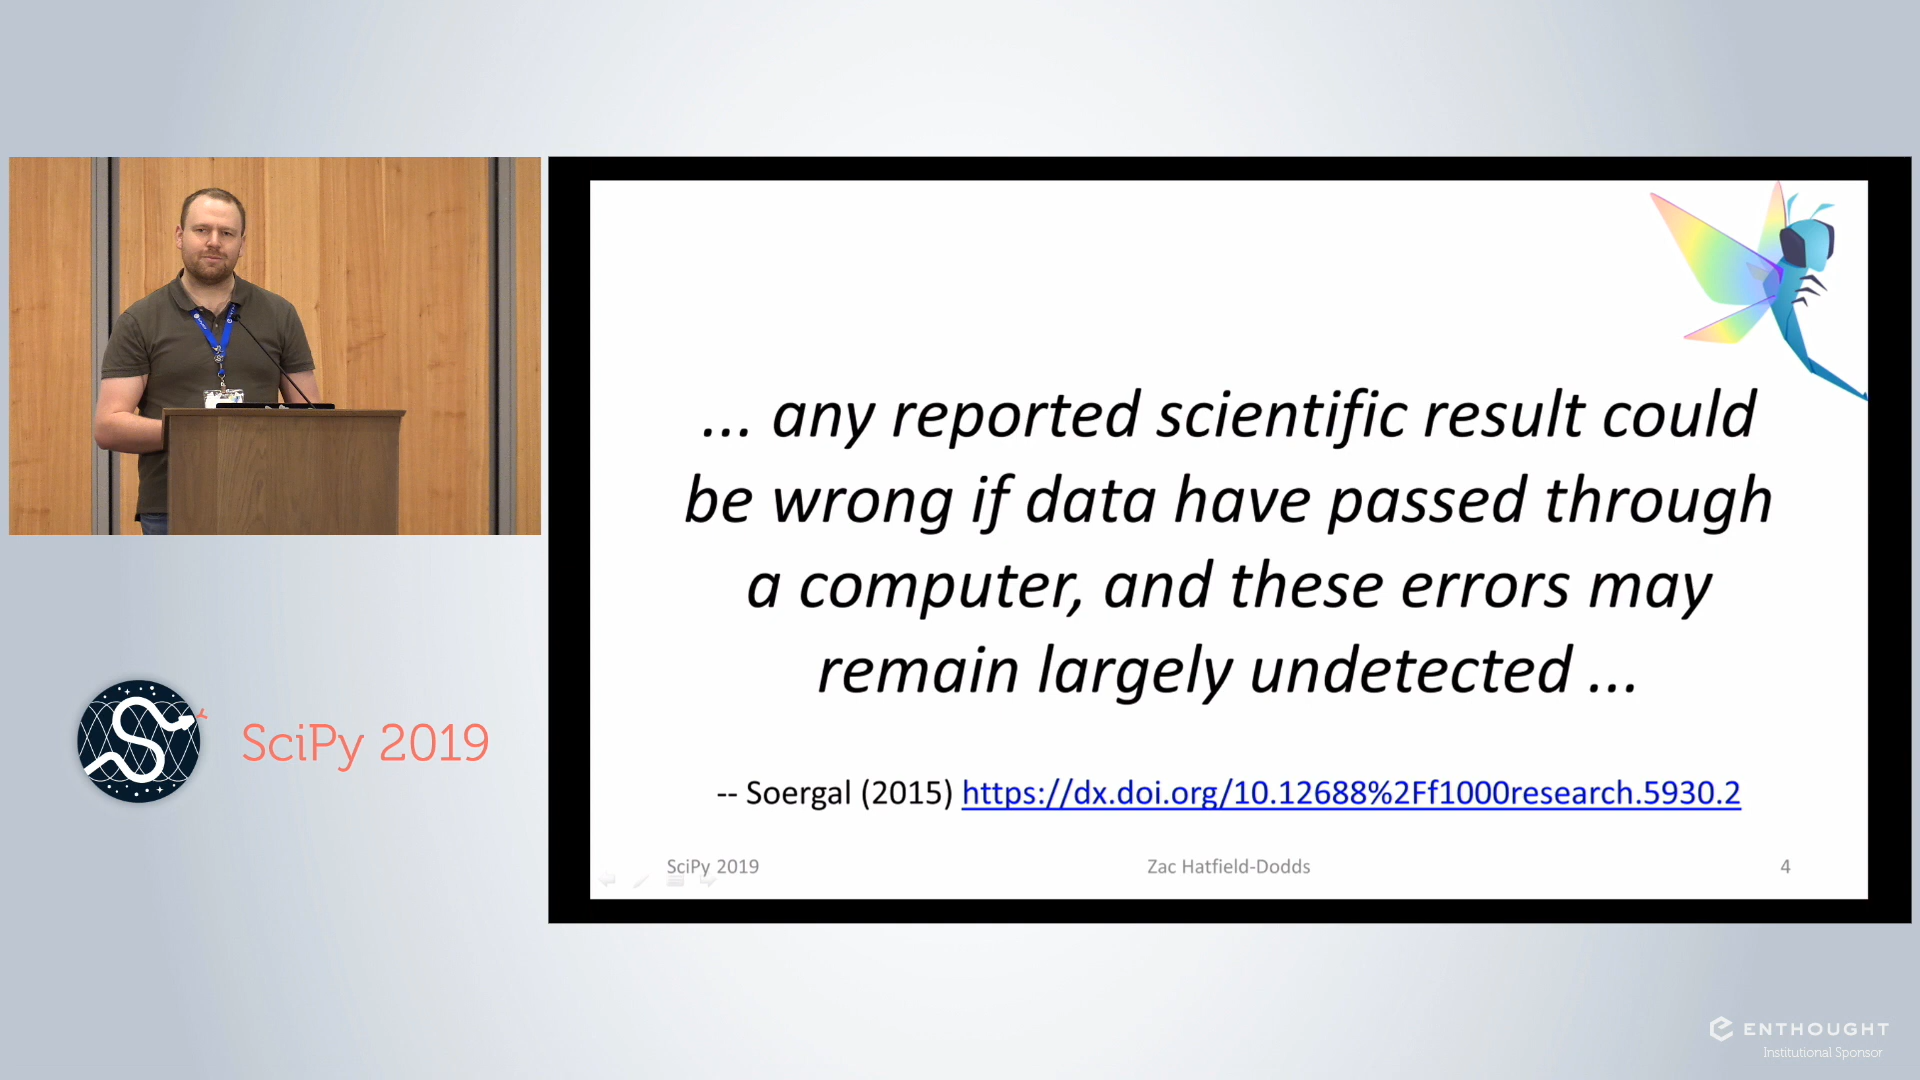 ... any reported scientific result could
be wrong if data have passed through
a computer, and these errors may
remain largely undetected ...
-- Soergal (2015) https://dx.doi.org/10.12688%2Ff1000research.5930.2
SciPy 2019
Zac Hatfield-Dodds
4
SciPy 2019
ENTHOUGHT
Institutional Sponsor